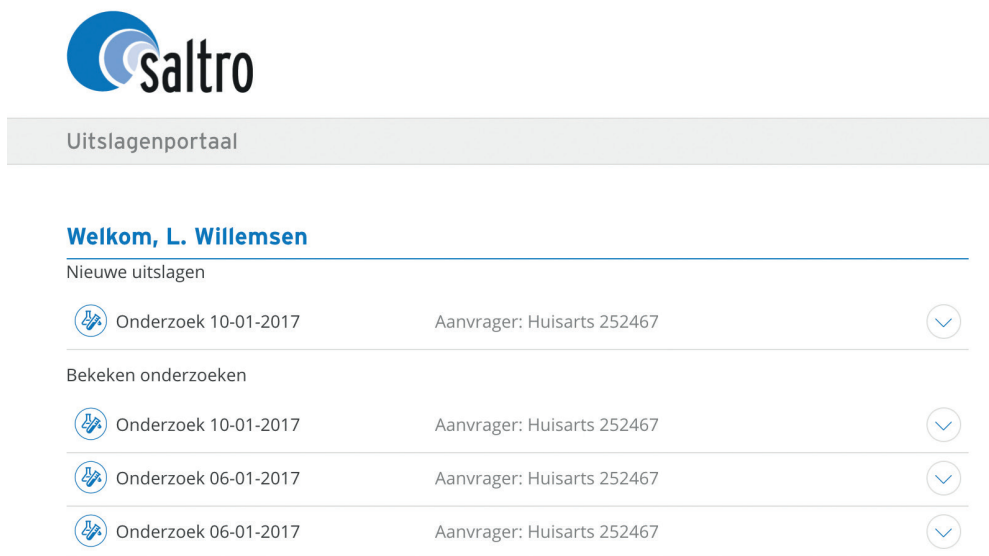 saltro
Uitslagenportaal
Welkom, L. Willemsen
Nieuwe uitslagen
Onderzoek 10-01-2017 Aanvrager: Huisarts 252467
Bekeken onderzoeken
Onderzoek 10-01-2017 Aanvrager: Huisarts 252467
Onderzoek 06-01-2017 Aanvrager: Huisarts 252467
Onderzoek 06-01-2017 Aanvrager: Huisarts 252467